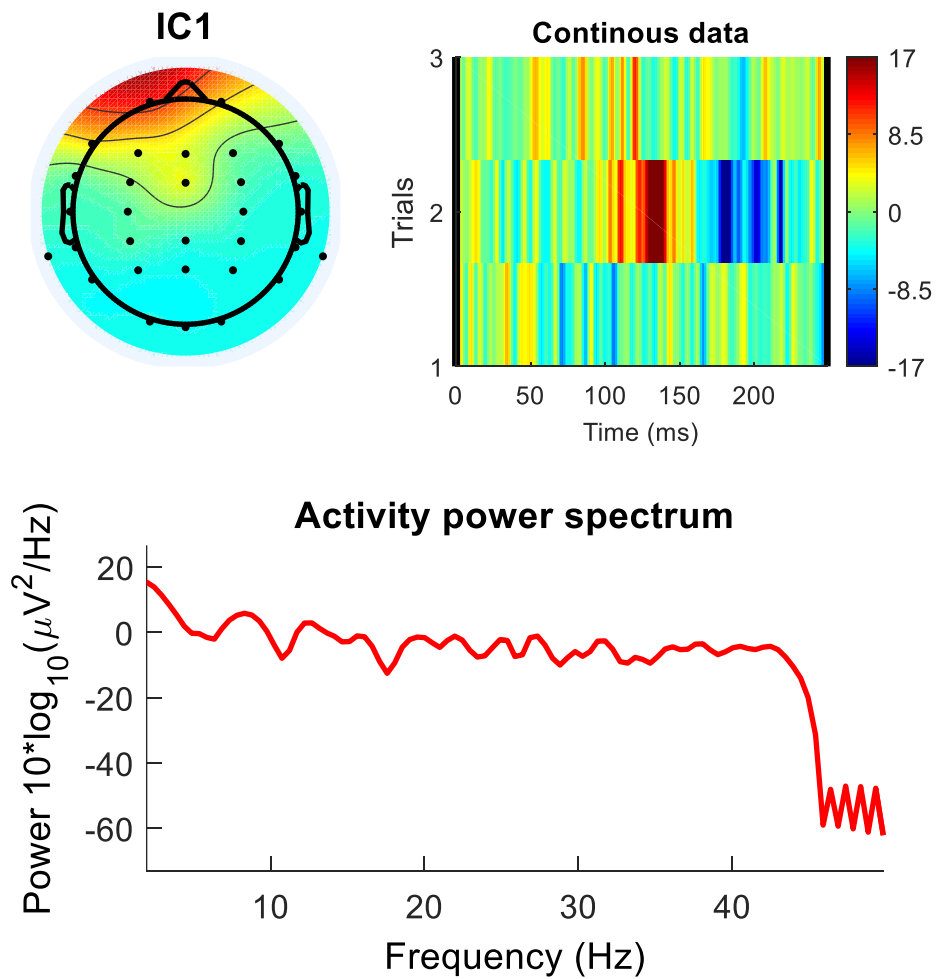 IC1
Continous data
Trials
3
2
1
0 50 100 150 200
Time (ms)
17
8.5
0
-8.5
-17
Activity power spectrum
Power 10*log10(μV2/Hz)
20
0
-20
-40
-60
10 20 30 40
Frequency (Hz)